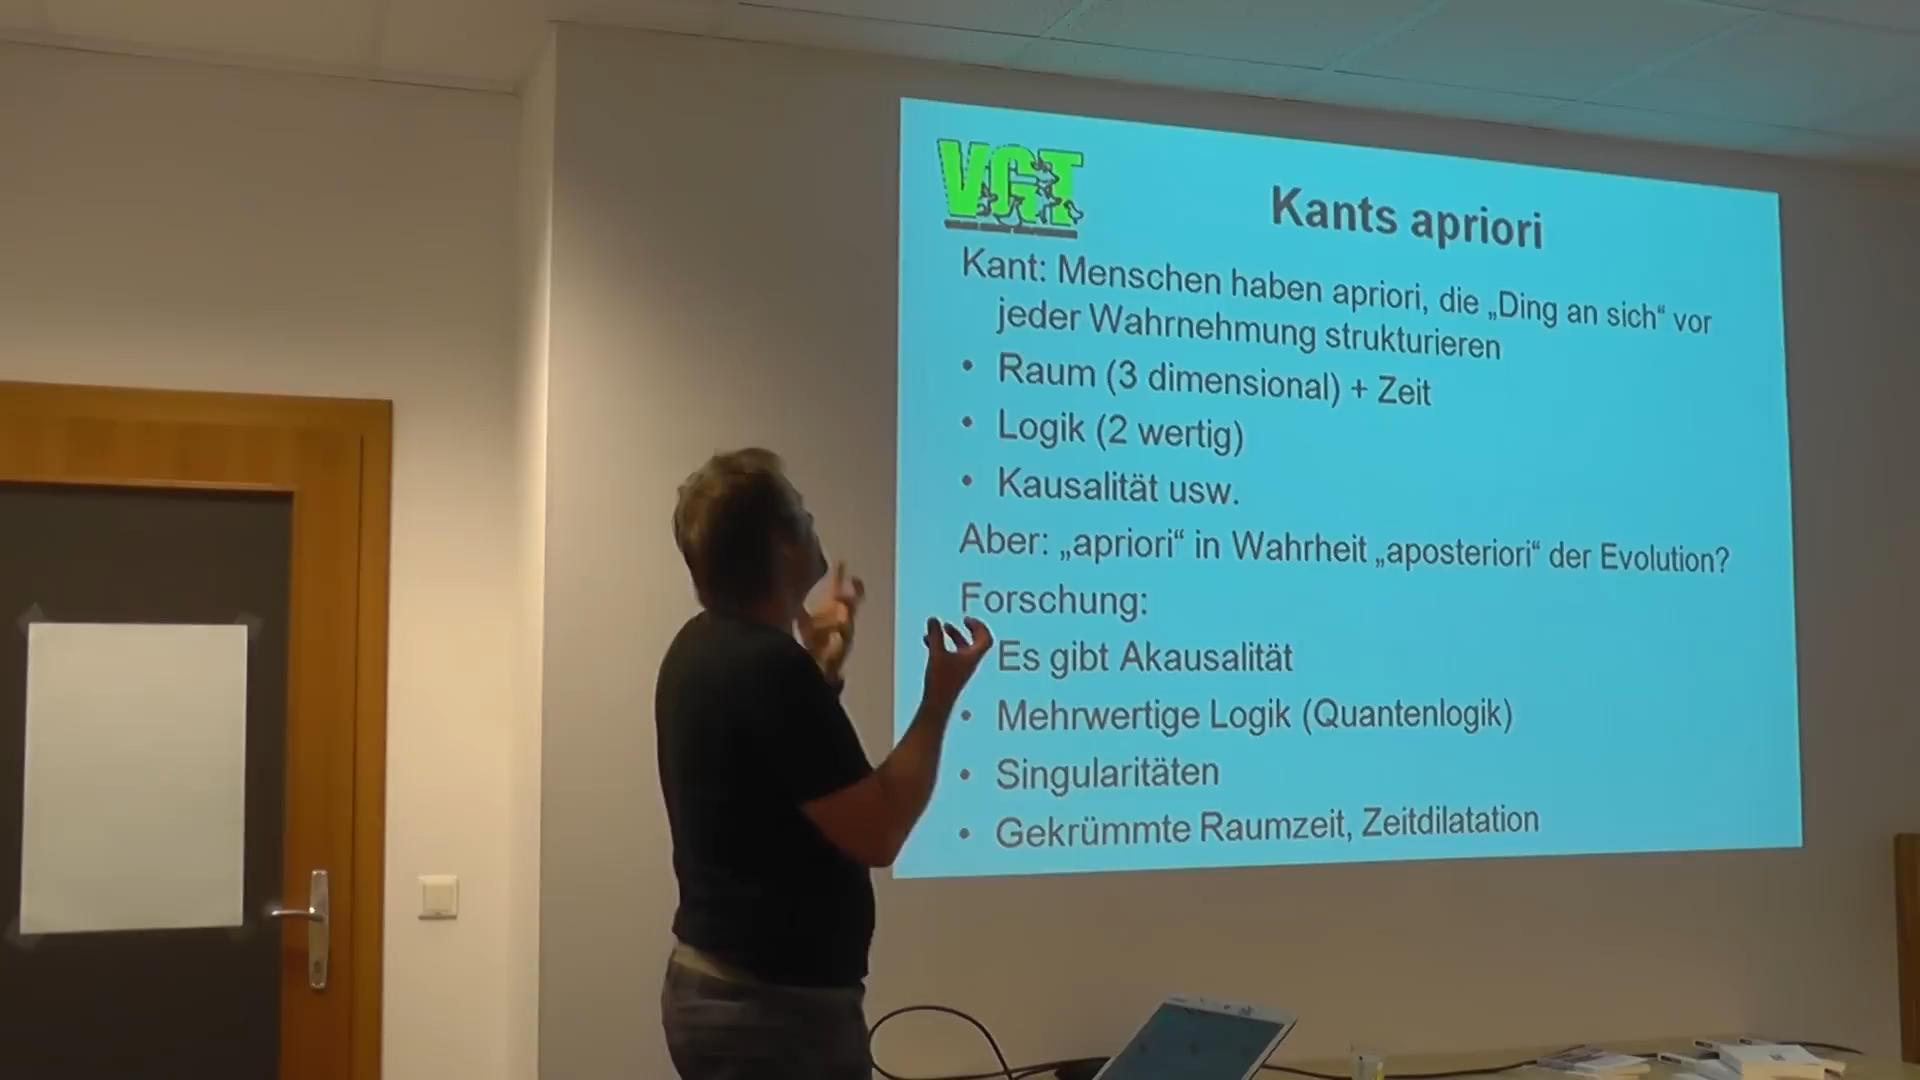 VGT
Kants apriori
Kant: Menschen haben apriori, die „Ding an sich“ vor
jeder Wahrnehmung strukturieren
• Raum (3 dimensional) + Zeit
• Logik (2 wertig)
• Kausalität usw.
Aber: „apriori“ in Wahrheit „aposteriori“ der Evolution?
Forschung:
Es gibt Akausalität
• Mehrwertige Logik (Quantenlogik)
• Singularitäten
• Gekrümmte Raumzeit, Zeitdilatation